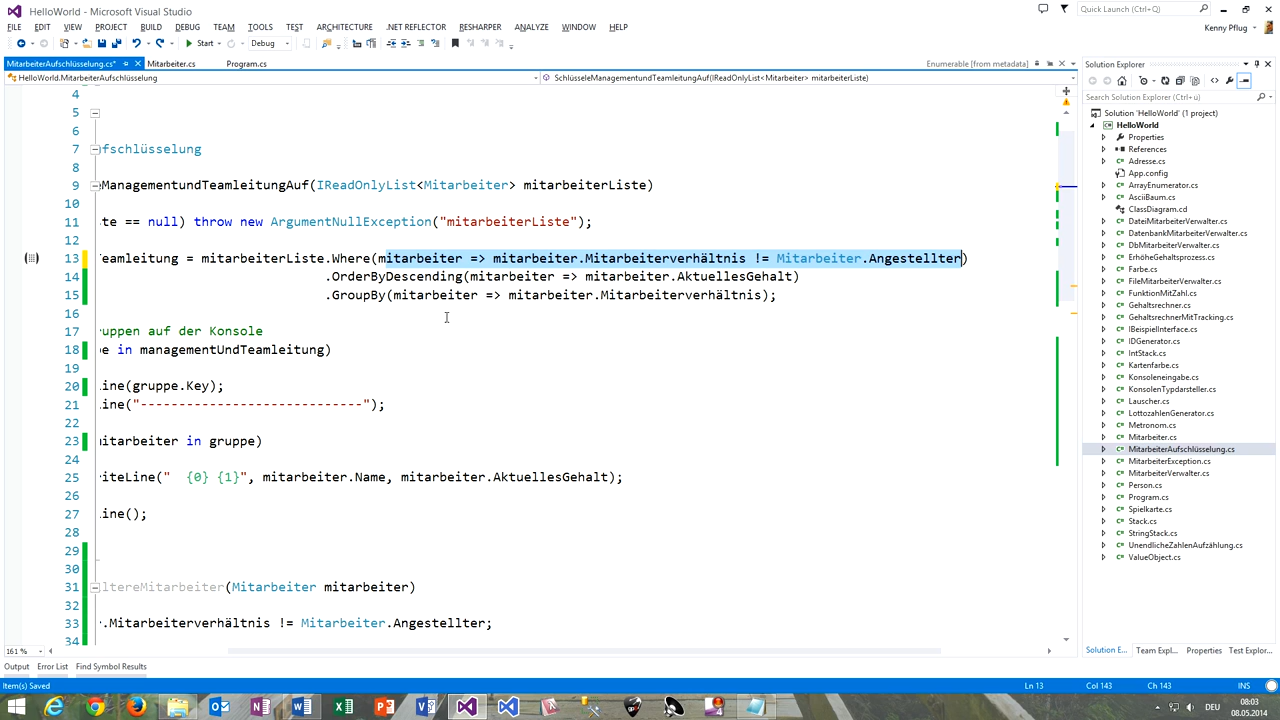 HelloWorld - Microsoft Visual Studio
Quick Launch (Ctrl+Q)
FILE EDIT VIEW PROJECT BUILD DEBUG TEAM TOOLS TEST ARCHITECTURE .NET REFLECTOR RESHARPER ANALYZE WINDOW HELP
Kenny Pflug
Start Debug
MitarbeiterAufschlüsselung.cs* Mitarbeiter.cs Program.cs Enumerable [from metadata]
HelloWorld.MitarbeiterAufschlüsselung SchlüsseleManagementundTeamleitungAuf(IReadOnlyList<Mitarbeiter> mitarbeiterListe)
4
5
6
7 fschlüsselung
8
9 ManagementundTeamleitungAuf(IReadOnlyList<Mitarbeiter> mitarbeiterListe)
10
11 te == null) throw new ArgumentNullException("mitarbeiterListe");
12
13 eamleitung = mitarbeiterListe.Where(mitarbeiter => mitarbeiter.Mitarbeiterverhältnis != Mitarbeiter.Angestellter)
14 .OrderByDescending(mitarbeiter => mitarbeiter.AktuellesGehalt)
15 .GroupBy(mitarbeiter => mitarbeiter.Mitarbeiterverhältnis);
16
17 uppen auf der Konsole
18 e in managementUndTeamleitung)
19
20 ine(gruppe.Key);
21 ine("-----------------------------");
22
23 itarbeiter in gruppe)
24
25 iteLine("  {0} {1}", mitarbeiter.Name, mitarbeiter.AktuellesGehalt);
26
27 ine();
28
29
30
31 ltereMitarbeiter(Mitarbeiter mitarbeiter)
32
33 .Mitarbeiterverhältnis != Mitarbeiter.Angestellter;
34
161 %
Solution Explorer
Search Solution Explorer (Ctrl+ü)
Solution 'HelloWorld' (1 project)
HelloWorld
Properties
References
Adresse.cs
App.config
ArrayEnumerator.cs
AsciiBaum.cs
ClassDiagram.cd
DateiMitarbeiterVerwalter.cs
DatenbankMitarbeiterVerwalter.cs
DbMitarbeiterVerwalter.cs
ErhöheGehaltsprozess.cs
Farbe.cs
FileMitarbeiterVerwalter.cs
FunktionMitZahl.cs
Gehaltsrechner.cs
GehaltsrechnerMitTracking.cs
IBeispielInterface.cs
IDGenerator.cs
IntStack.cs
Kartenfarbe.cs
Konsoleneingabe.cs
KonsolenTypdarsteller.cs
Lauscher.cs
LottozahlenGenerator.cs
Metronom.cs
Mitarbeiter.cs
MitarbeiterAufschlüsselung.cs
MitarbeiterException.cs
MitarbeiterVerwalter.cs
Person.cs
Program.cs
Spielkarte.cs
Stack.cs
StringStack.cs
UnendlicheZahlenAufzählung.cs
ValueObject.cs
Solution E... Team Expl... Properties Test Explor...
Output Error List Find Symbol Results
Item(s) Saved Ln 13 Col 143 Ch 143 INS
DEU 08:03
08.05.2014